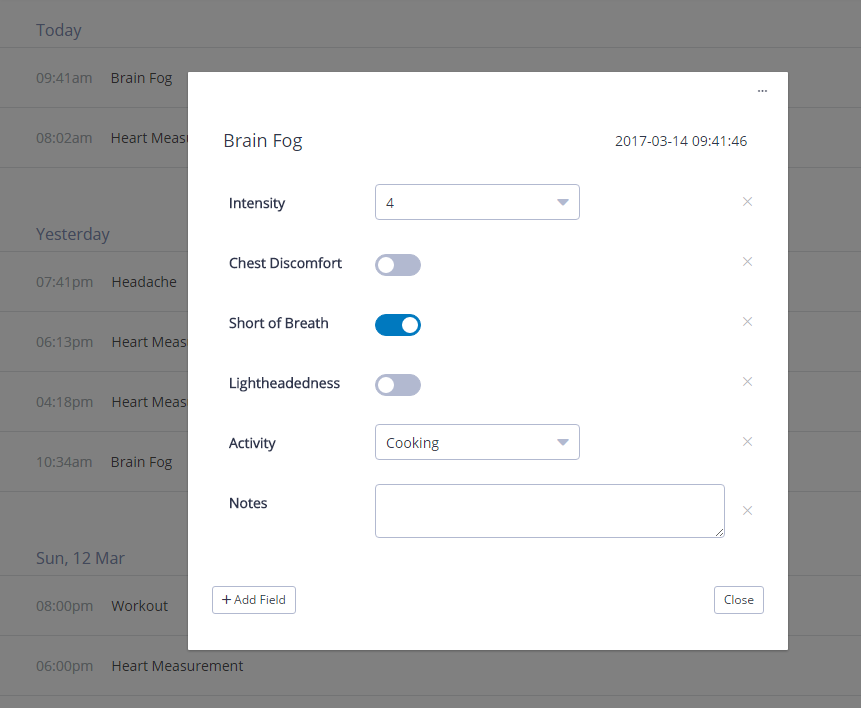 Today
09:41am Brain Fog
08:02am Heart Meas
Yesterday
07:41pm Headache
06:13pm Heart Meas
04:18pm Heart Meas
10:34am Brain Fog
Sun, 12 Mar
08:00pm Workout
06:00pm Heart Measurement
...
Brain Fog 2017-03-14 09:41:46
Intensity 4 ×
Chest Discomfort ×
Short of Breath ×
Lightheadedness ×
Activity Cooking ×
Notes ×
+ Add Field Close